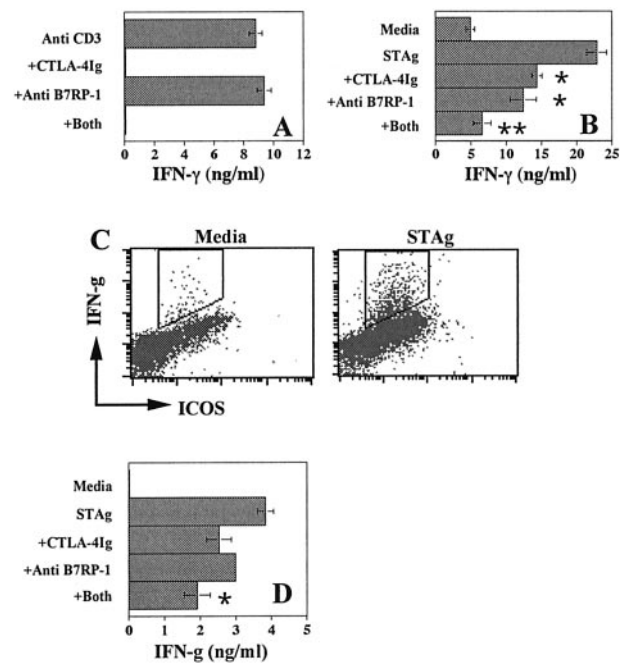 Anti CD3
+CTLA-4Ig
+Anti B7RP-1
+Both
A
0 2 4 6 8 10 12
IFN-γ (ng/ml)
Media
STAg
+CTLA-4Ig
*
+Anti B7RP-1
*
+Both
**
B
0 5 10 15 20 25
IFN-γ (ng/ml)
C
Media
STAg
IFN-g
ICOS
Media
STAg
+CTLA-4Ig
+Anti B7RP-1
+Both
*
D
0 1 2 3 4 5
IFN-g (ng/ml)